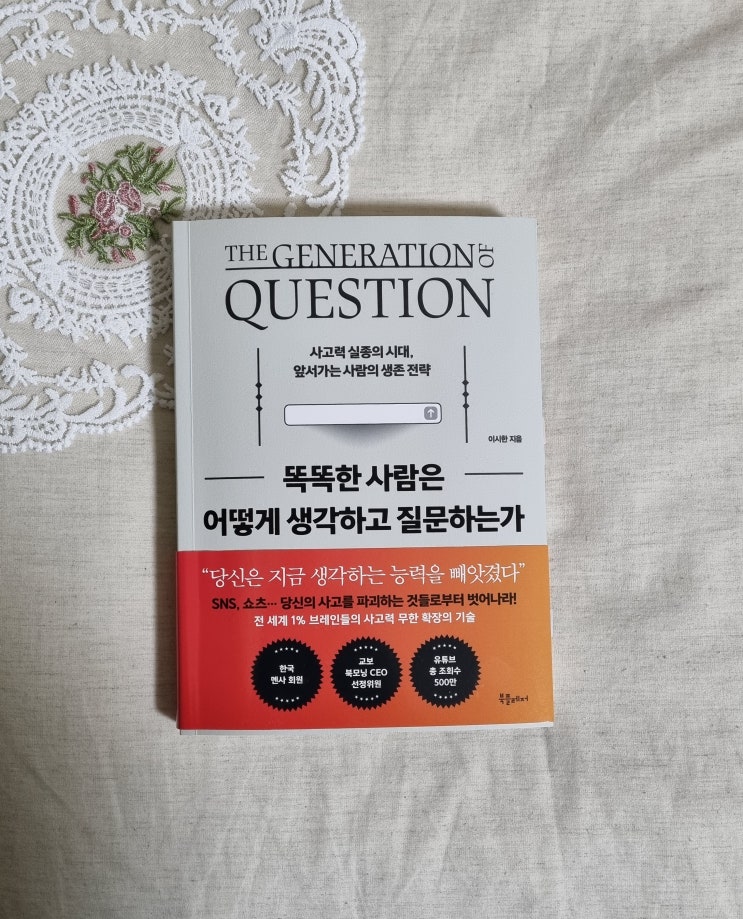 THE GENERATION OF
QUESTION
사고력 실종의 시대,
앞서가는 사람의 생존 전략
이시한 지음
똑똑한 사람은
어떻게 생각하고 질문하는가
“당신은 지금 생각하는 능력을 빼앗겼다”
SNS, 쇼츠… 당신의 사고를 파괴하는 것들로부터 벗어나라!
전 세계 1% 브레인들의 사고력 무한 확장의 기술
한국
멘사 회원
교보
북모닝 CEO
선정위원
유튜브
총 조회수
500만
북플레저